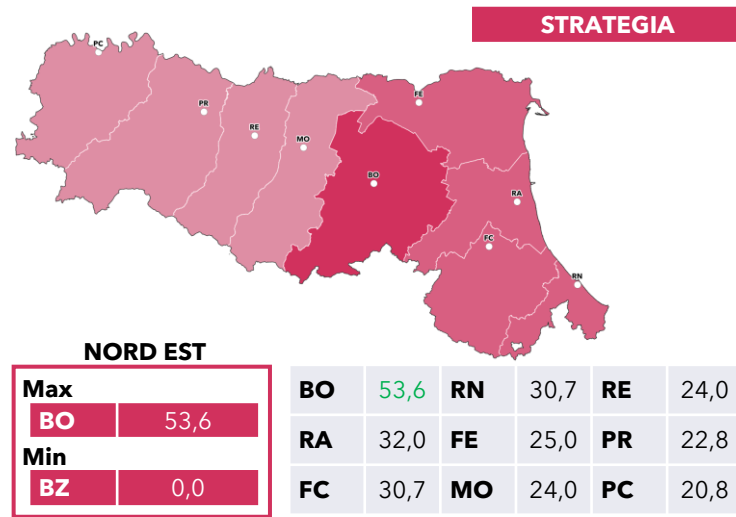 STRATEGIA
PC
PR
RE
MO
FE
BO
RA
FC
RN
NORD EST
Max
BO 53,6
Min
BZ 0,0
BO 53,6 RN 30,7 RE 24,0
RA 32,0 FE 25,0 PR 22,8
FC 30,7 MO 24,0 PC 20,8